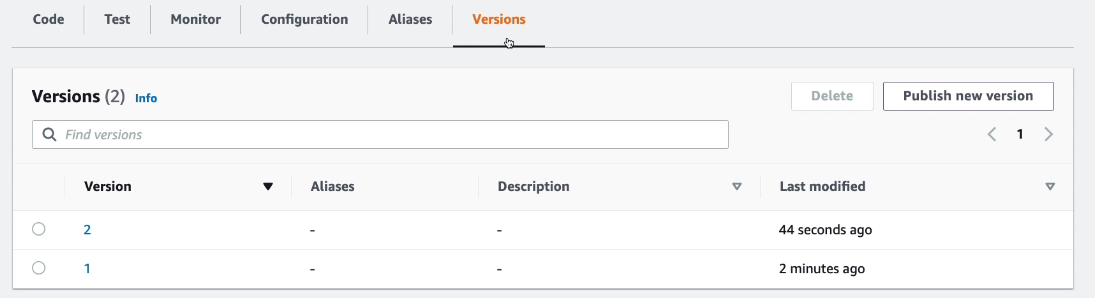 Code Test Monitor Configuration Aliases Versions
Versions (2) Info Delete Publish new version
Find versions 1
Version Aliases Description Last modified
2 - - 44 seconds ago
1 - - 2 minutes ago